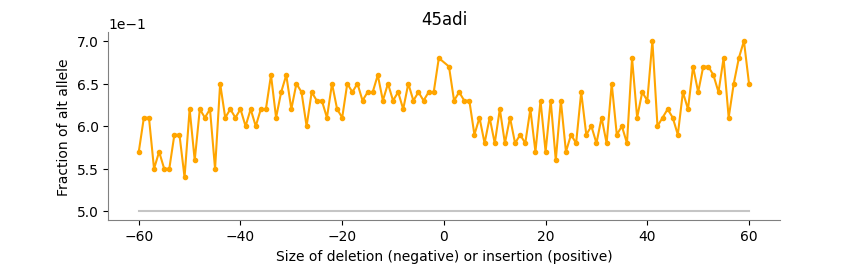 45adi
1e−1
7.0
6.5
6.0
5.5
5.0
Fraction of alt allele
−60 −40 −20 0 20 40 60
Size of deletion (negative) or insertion (positive)